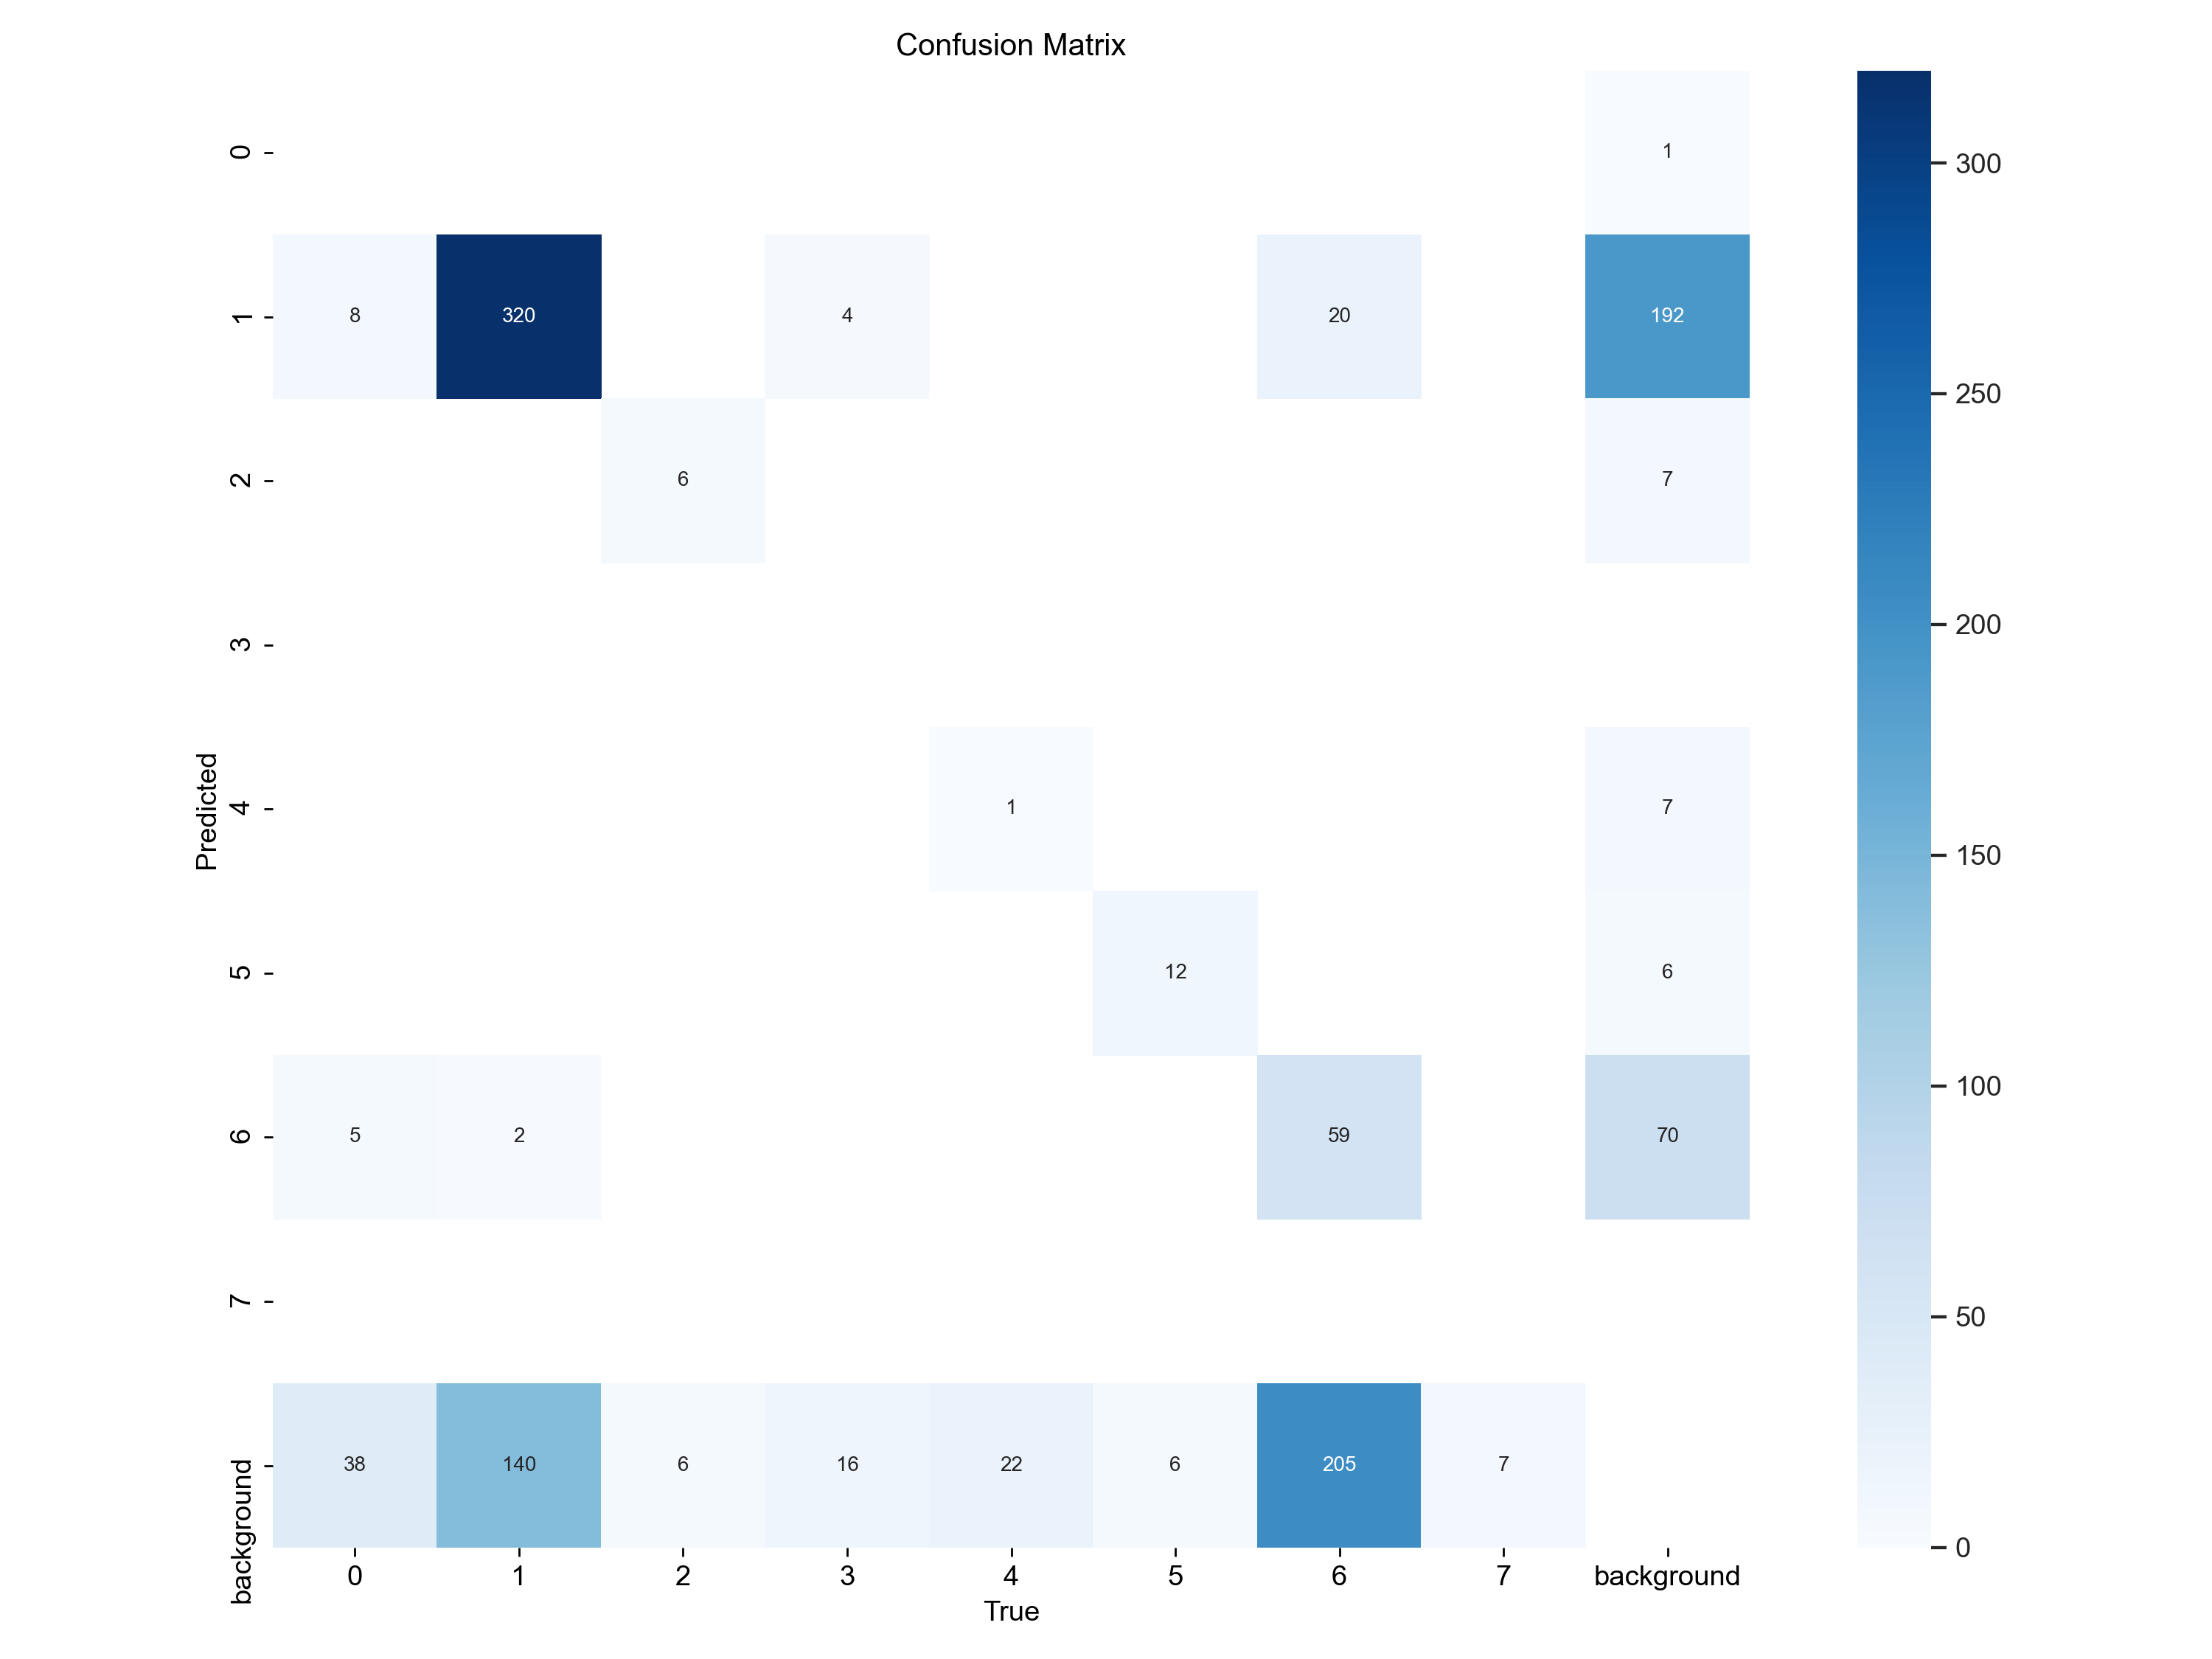 Confusion Matrix
0 1
1 8 320 4 20 192
2 6 7
3
4 1 7
5 12 6
6 5 2 59 70
7
background 38 140 6 16 22 6 205 7
0 1 2 3 4 5 6 7 background
True
Predicted
300
250
200
150
100
50
0